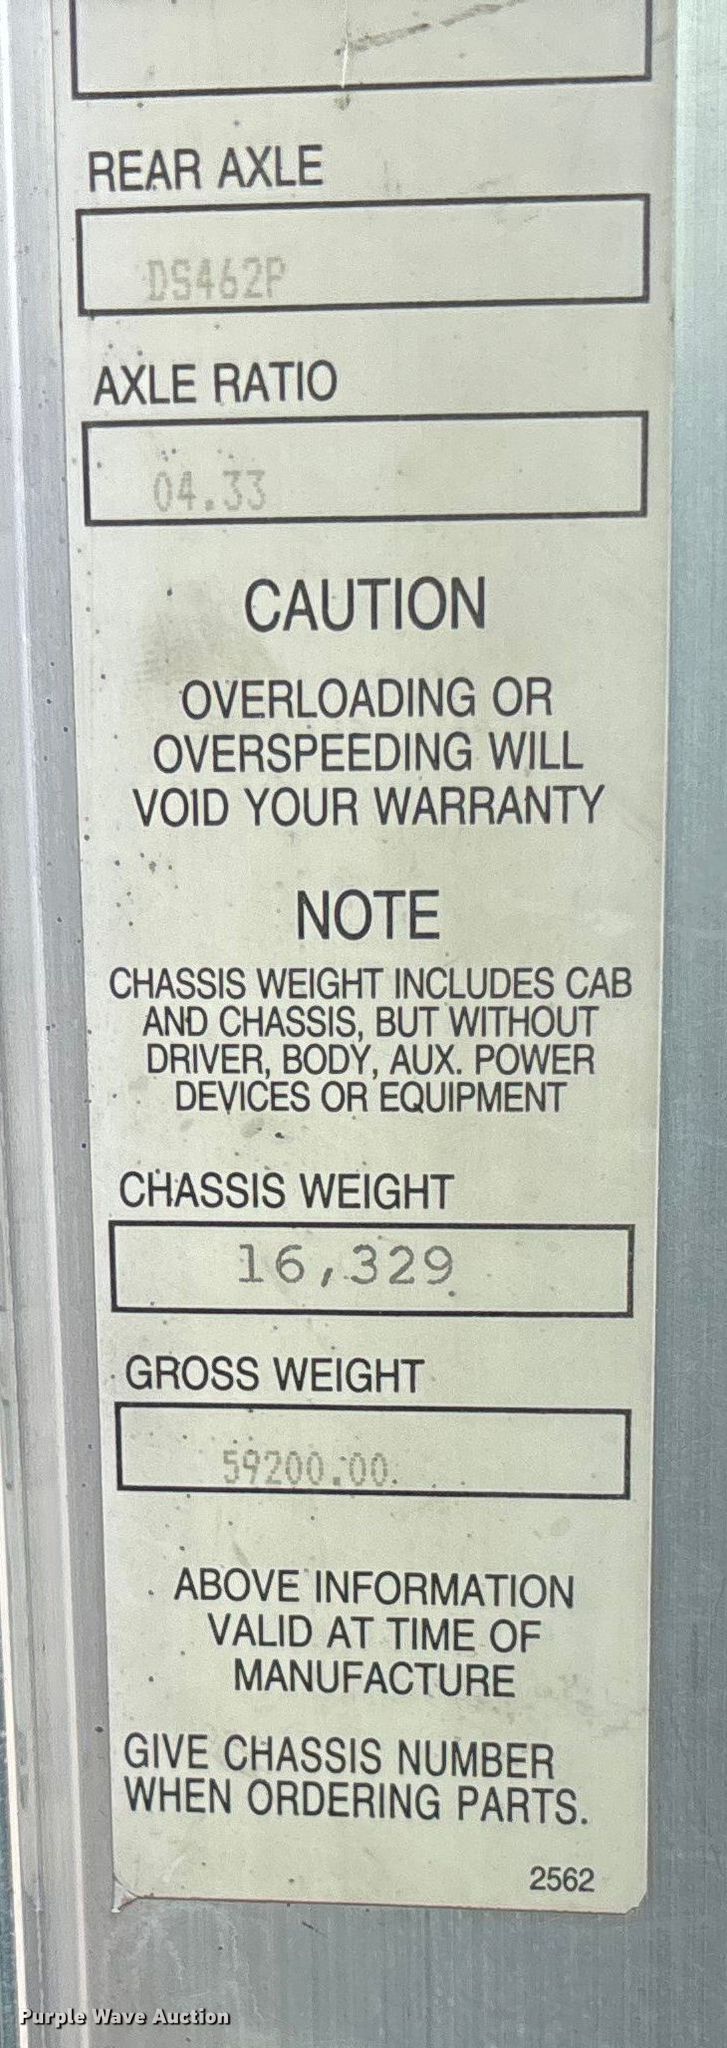 REAR AXLE
DS462P
AXLE RATIO
04.33
CAUTION
OVERLOADING OR
OVERSPEEDING WILL
VOID YOUR WARRANTY
NOTE
CHASSIS WEIGHT INCLUDES CAB
AND CHASSIS, BUT WITHOUT
DRIVER, BODY, AUX. POWER
DEVICES OR EQUIPMENT
CHASSIS WEIGHT
16,329
GROSS WEIGHT
59200.00
ABOVE INFORMATION
VALID AT TIME OF
MANUFACTURE
GIVE CHASSIS NUMBER
WHEN ORDERING PARTS.
2562
Purple Wave Auction